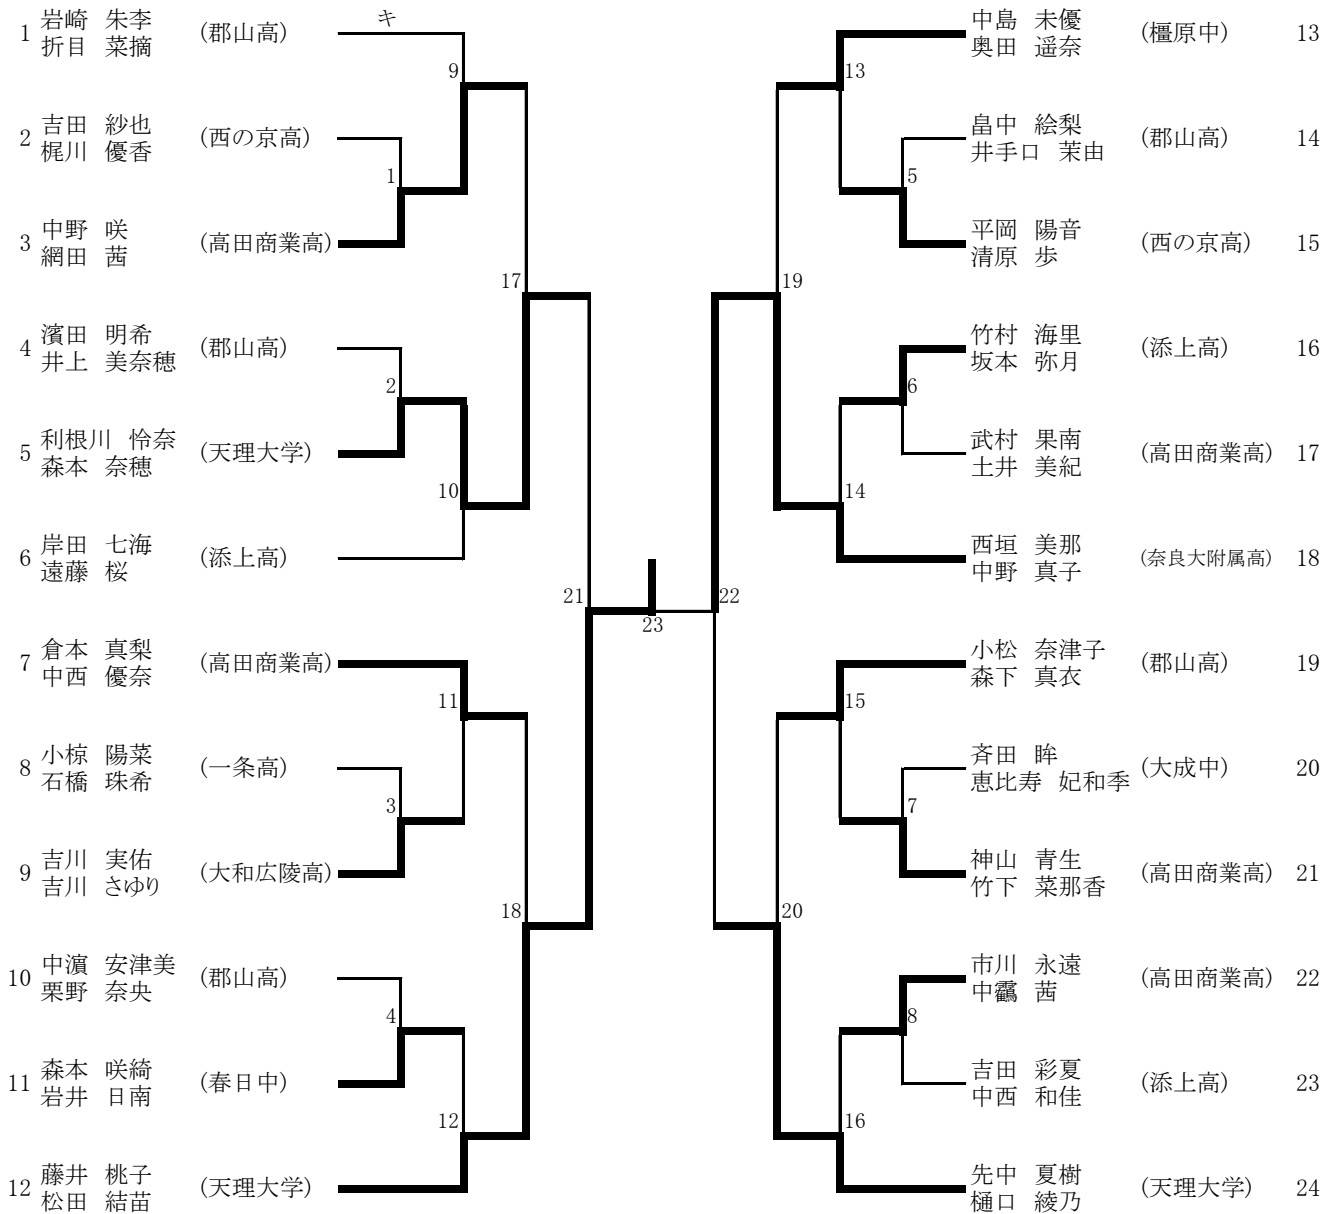 1 岩崎 朱李 (郡山高) キ
折目 菜摘
9
2 吉田 紗也 (西の京高)
梶川 優香
1
3 中野 咲 (高田商業高)
網田 茜
17
4 濱田 明希 (郡山高)
井上 美奈穂
2
5 利根川 怜奈 (天理大学)
森本 奈穂
10
6 岸田 七海 (添上高)
遠藤 桜
21
7 倉本 真梨 (高田商業高)
中西 優奈
11
8 小椋 陽菜 (一条高)
石橋 珠希
3
9 吉川 実佑 (大和広陵高)
吉川 さゆり
18
10 中濵 安津美 (郡山高)
栗野 奈央
4
11 森本 咲綺 (春日中)
岩井 日南
12
12 藤井 桃子 (天理大学)
松田 結苗
23
中島 未優 (橿原中) 13
奥田 遥奈
13
畠中 絵梨 (郡山高) 14
井手口 茉由
5
平岡 陽音 (西の京高) 15
清原 歩
19
竹村 海里 (添上高) 16
坂本 弥月
6
武村 果南 (高田商業高) 17
土井 美紀
14
西垣 美那 (奈良大附属高) 18
中野 真子
22
小松 奈津子 (郡山高) 19
森下 真衣
15
斉田 眸 (大成中) 20
恵比寿 妃和季
7
神山 青生 (高田商業高) 21
竹下 菜那香
20
市川 永遠 (高田商業高) 22
中靏 茜
8
吉田 彩夏 (添上高) 23
中西 和佳
16
先中 夏樹 (天理大学) 24
樋口 綾乃